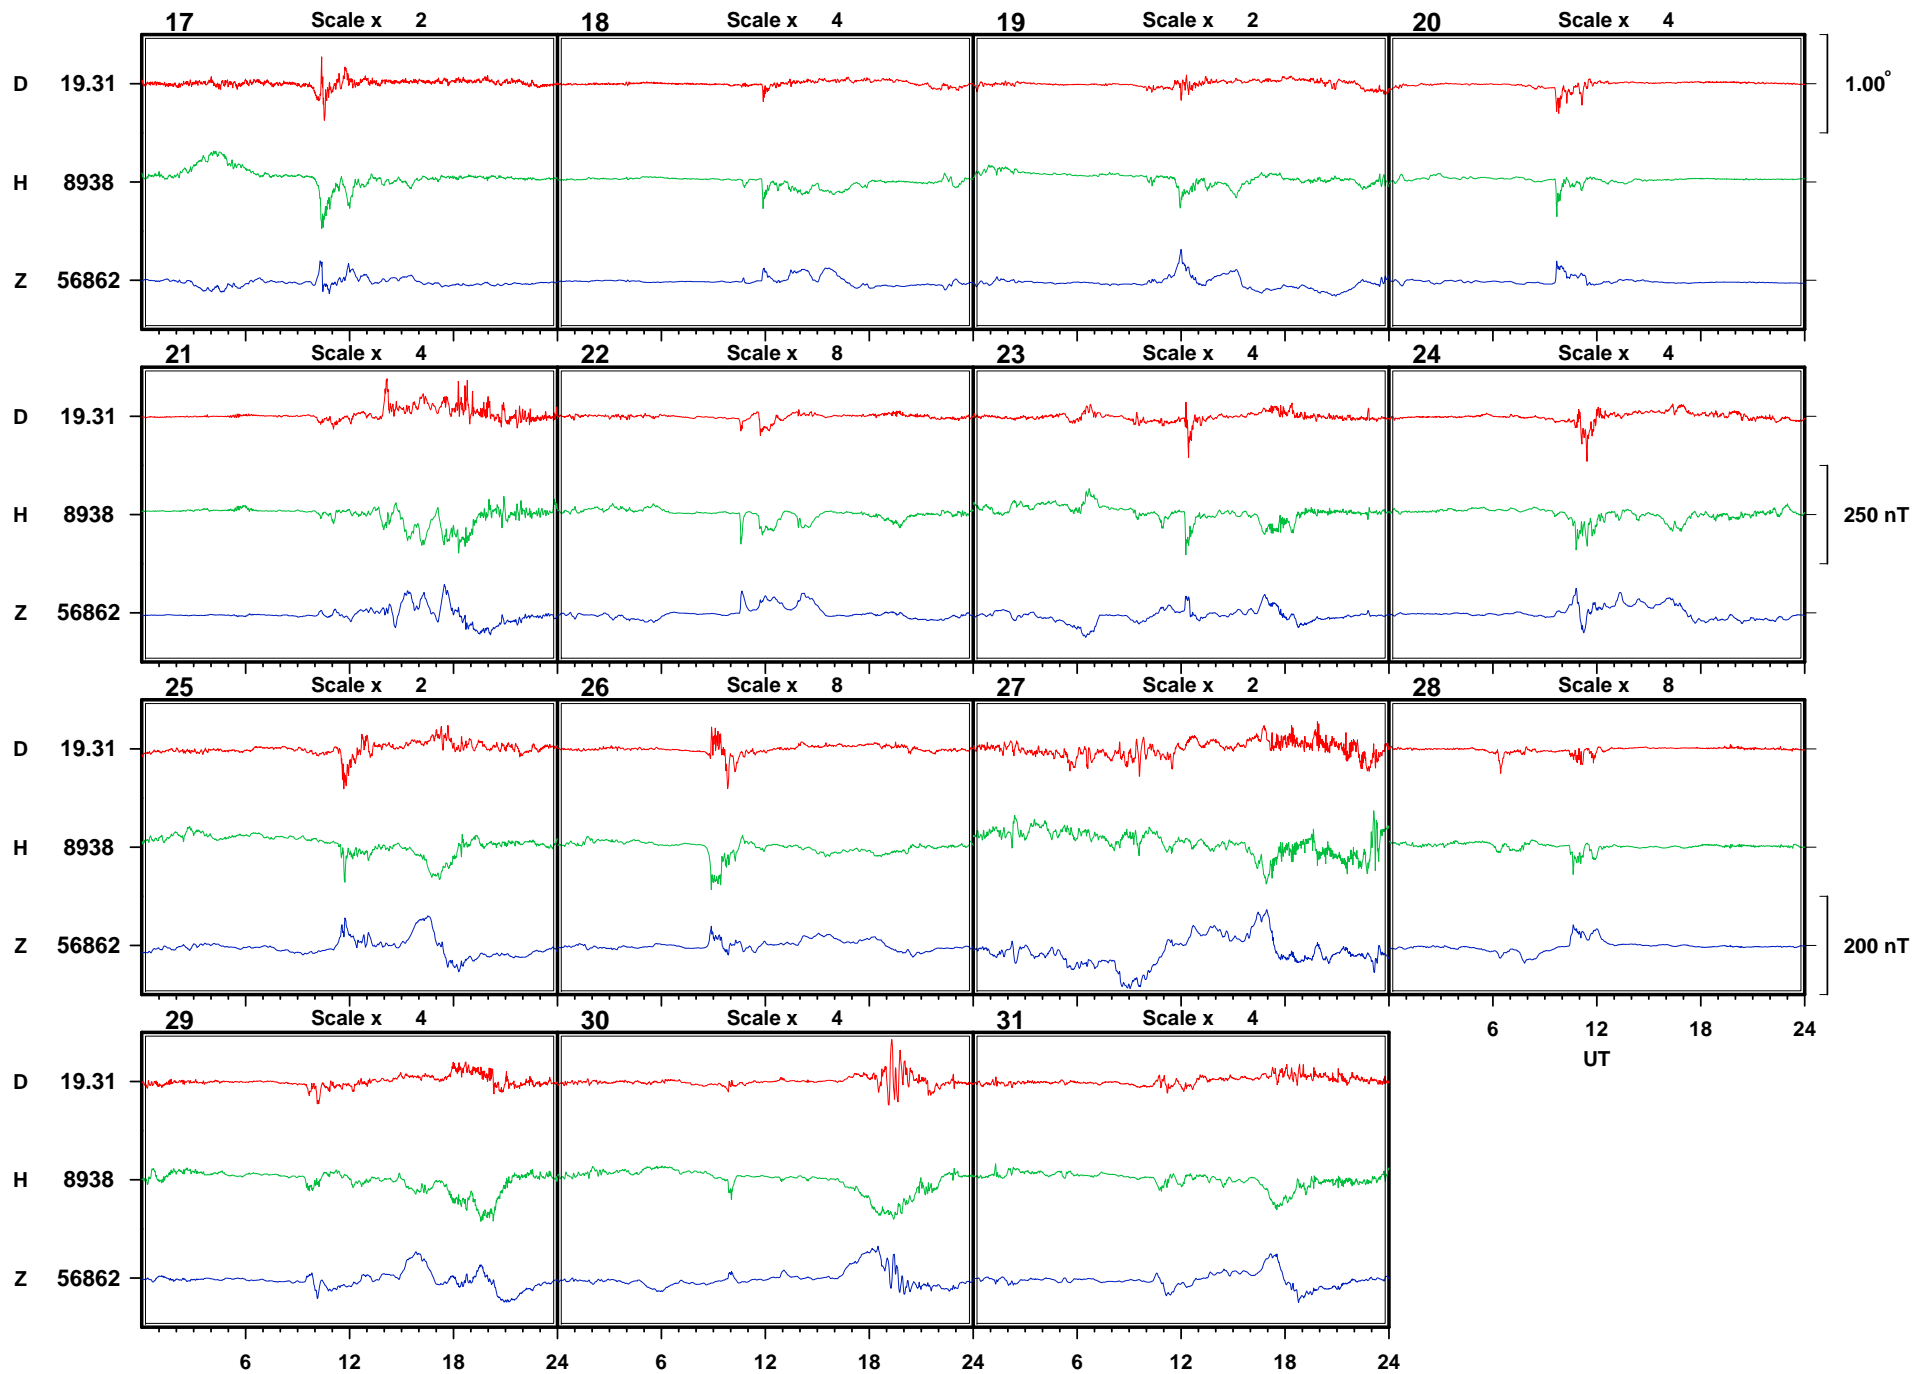 17 Scale x 2 18 Scale x 4 19 Scale x 2 20 Scale x 4
D 19.31 1.00°
H 8938
Z 56862
21 Scale x 4 22 Scale x 8 23 Scale x 4 24 Scale x 4
D 19.31
H 8938 250 nT
Z 56862
25 Scale x 2 26 Scale x 8 27 Scale x 2 28 Scale x 8
D 19.31
H 8938
Z 56862 200 nT
29 Scale x 4 30 Scale x 4 31 Scale x 4 6 12 18 24
UT
D 19.31
H 8938
Z 56862
6 12 18 24 6 12 18 24 6 12 18 24